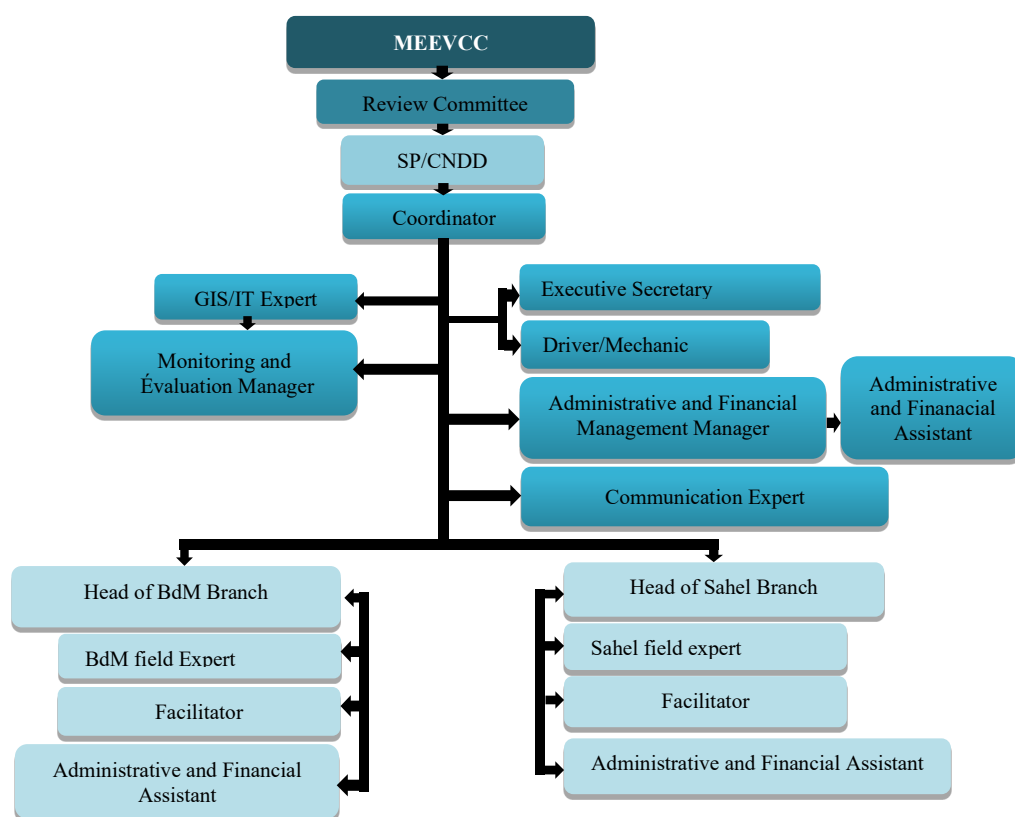 MEEVCC
Review Committee
SP/CNDD
Coordinator
GIS/IT Expert
Executive Secretary
Monitoring and
Évaluation Manager
Driver/Mechanic
Administrative and Financial
Management Manager
Administrative
and Finanacial
Assistant
Communication Expert
Head of BdM Branch
BdM field Expert
Facilitator
Administrative and Financial
Assistant
Head of Sahel Branch
Sahel field expert
Facilitator
Administrative and Financial Assistant